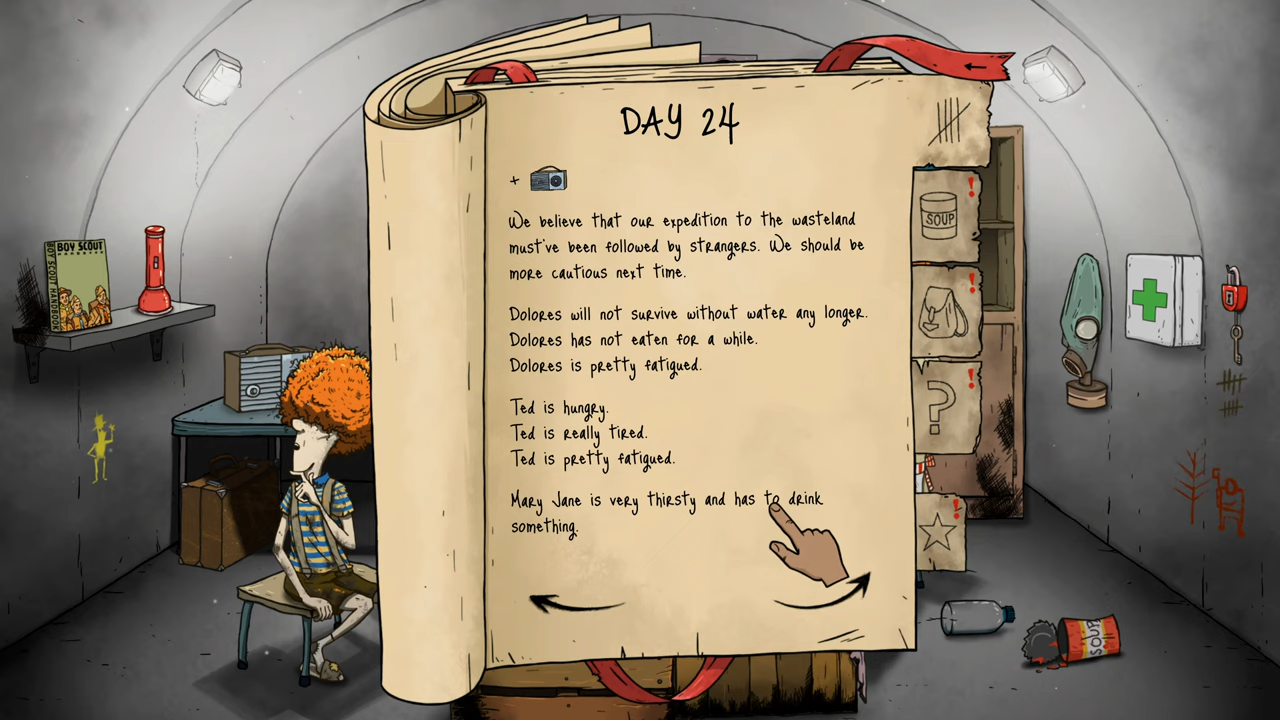 DAY 24
+
We believe that our expedition to the wasteland
must've been followed by strangers. We should be
more cautious next time.
Dolores will not survive without water any longer.
Dolores has not eaten for a while.
Dolores is pretty fatigued.
Ted is hungry.
Ted is really tired.
Ted is pretty fatigued.
Mary Jane is very thirsty and has to drink
something.
SOUP
!
!
!
?
!
BOY SCOUT
HANDBOOK
BOY SCOUT HANDBOOK
SOUP